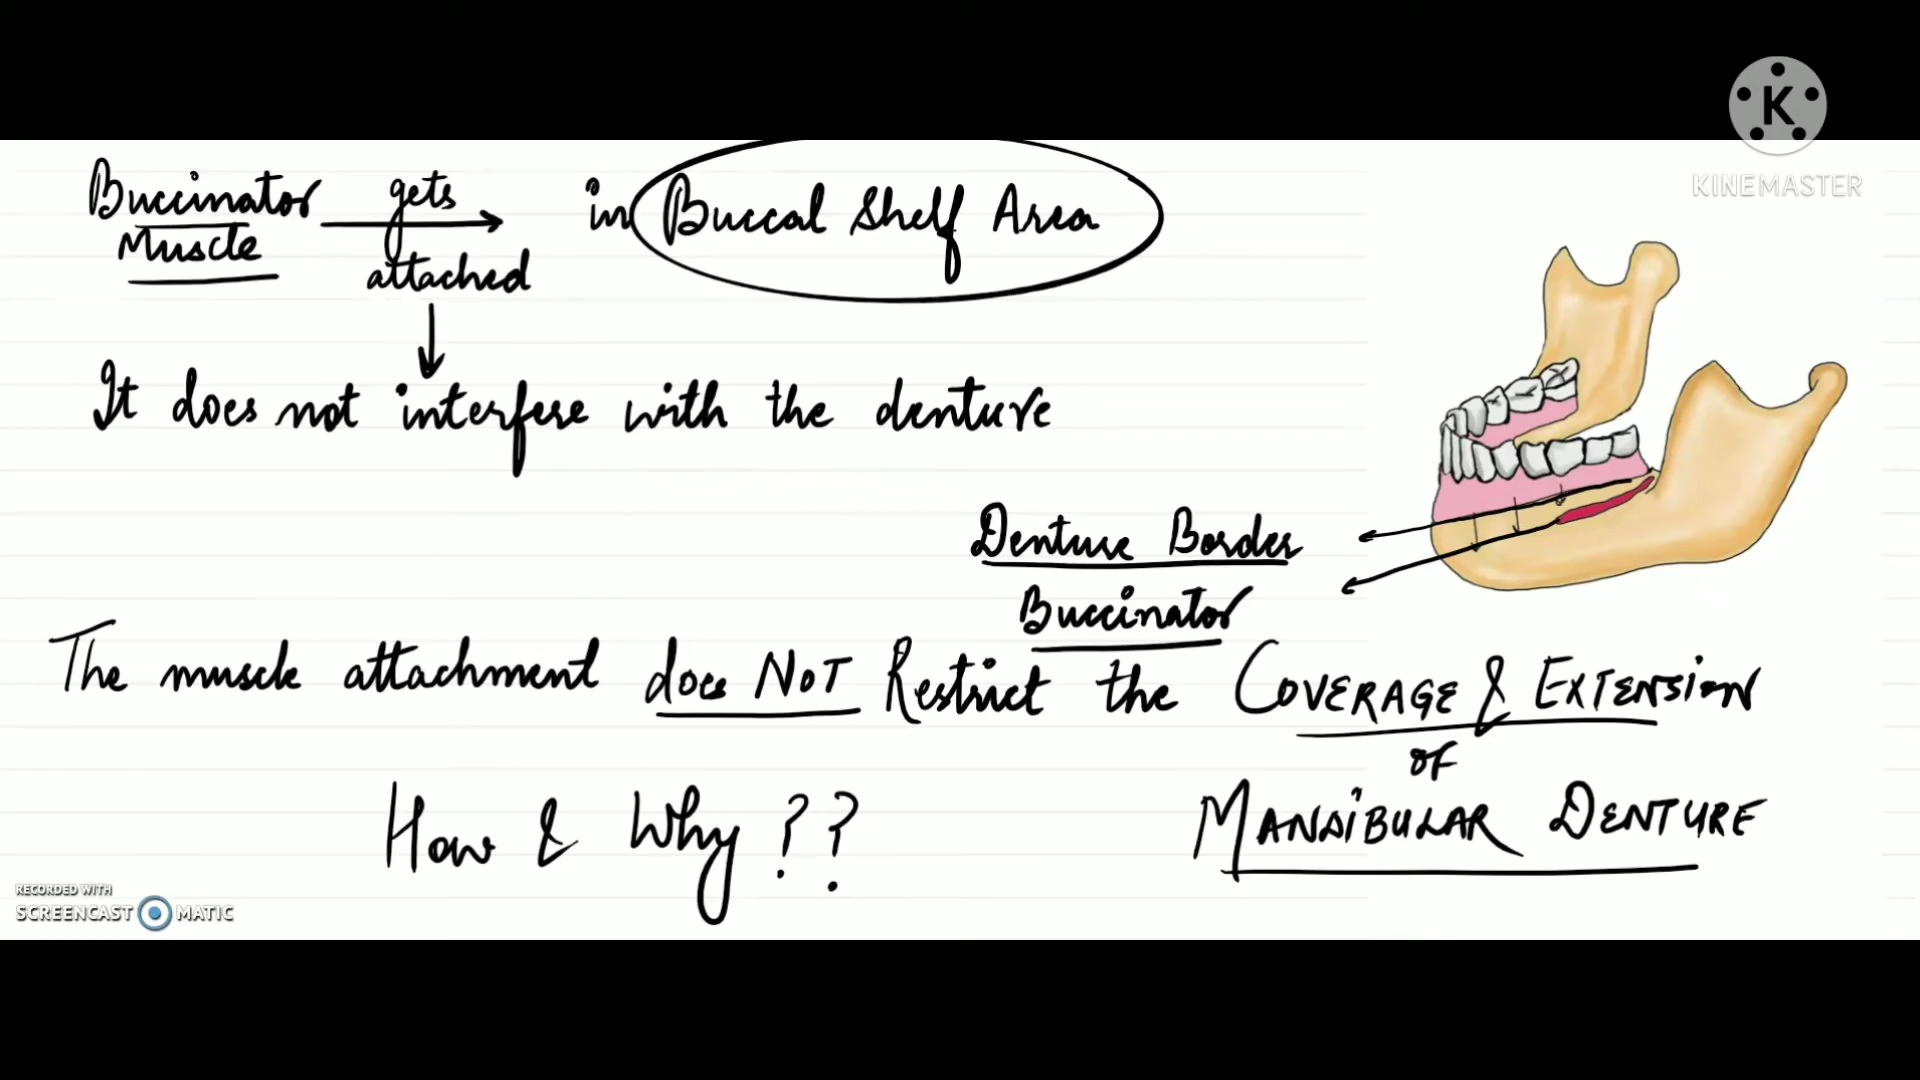 K
KINEMASTER
Buccinator gets in Buccal Shelf Area
Muscle attached
It does not interfere with the denture
Denture Border
Buccinator
The muscle attachment does NOT Restrict the COVERAGE & EXTENSION
of
How & Why ?? MANDIBULAR DENTURE
RECORDED WITH
SCREENCAST MATIC